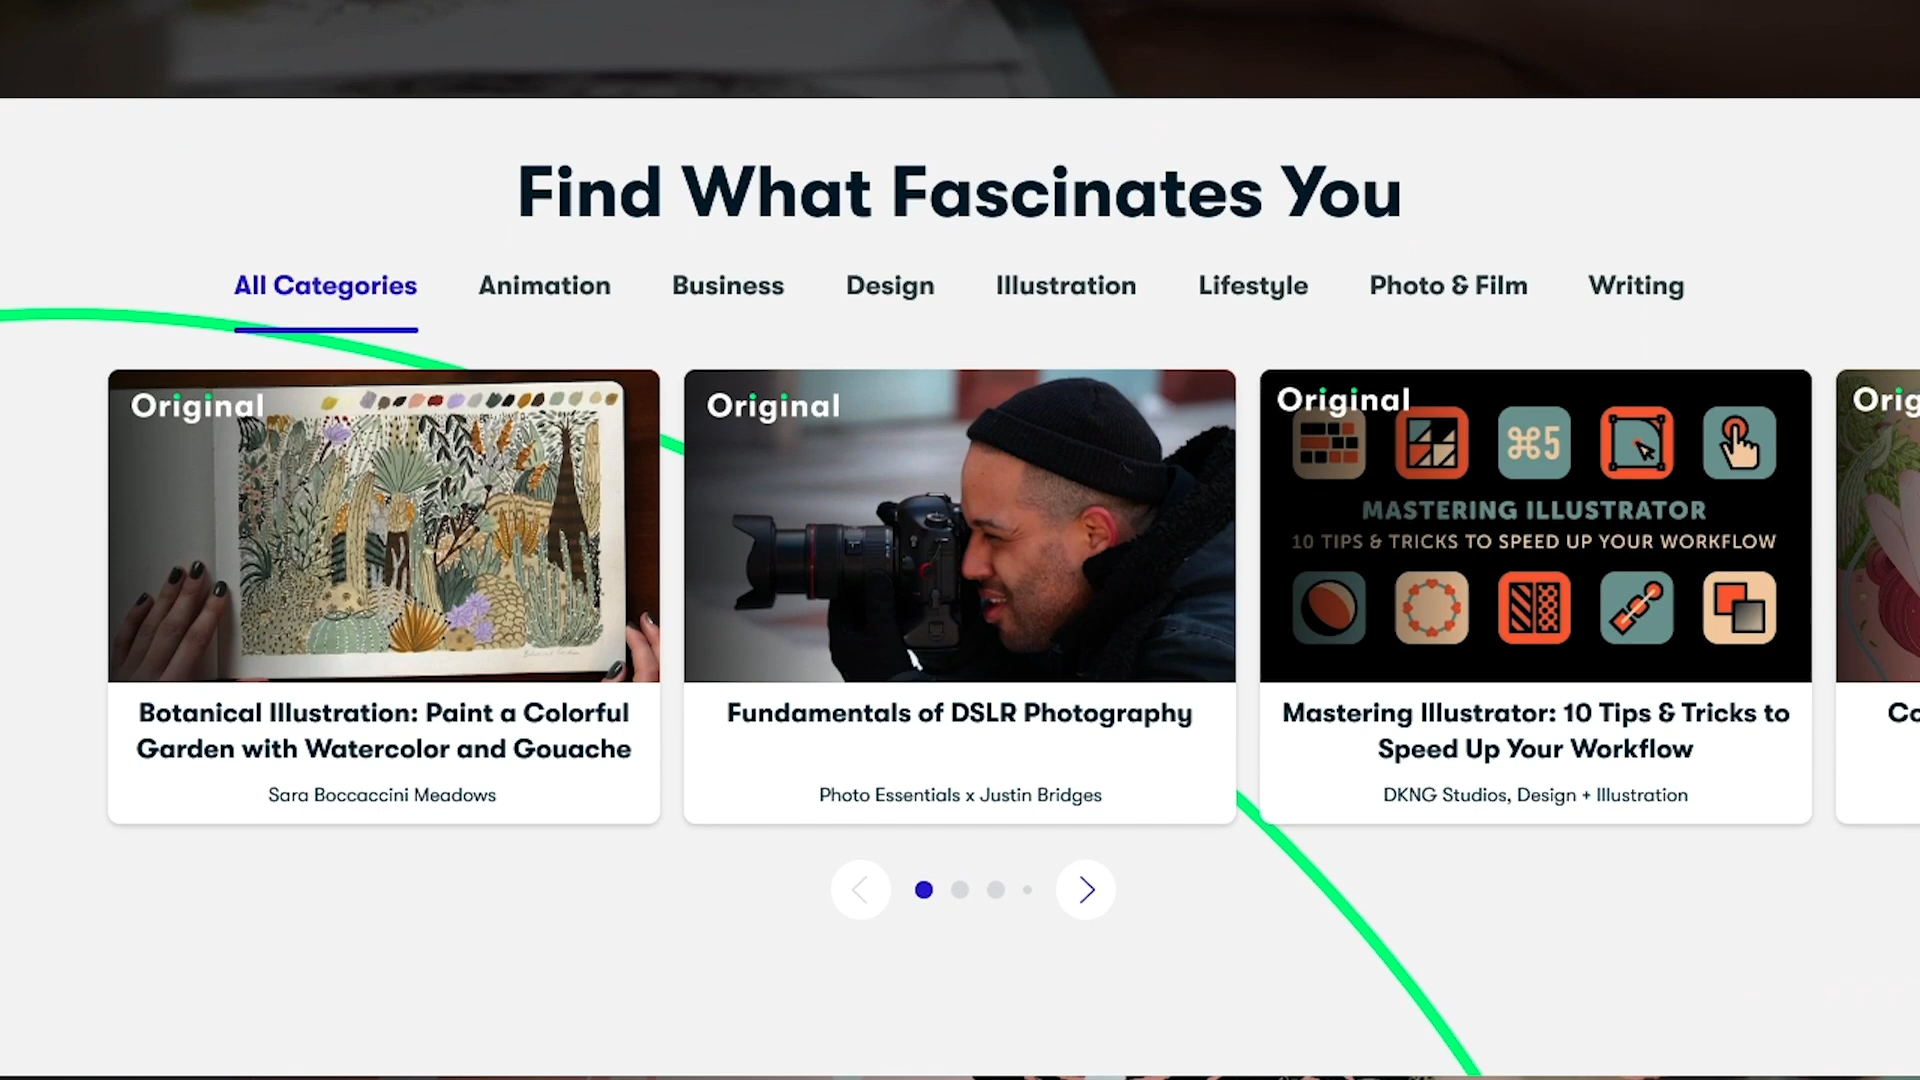 Find What Fascinates You
All Categories Animation Business Design Illustration Lifestyle Photo & Film Writing
Original
Original
Original
⌘5
MASTERING ILLUSTRATOR
10 TIPS & TRICKS TO SPEED UP YOUR WORKFLOW
Botanical Illustration: Paint a Colorful
Garden with Watercolor and Gouache
Sara Boccaccini Meadows
Fundamentals of DSLR Photography
Photo Essentials x Justin Bridges
Mastering Illustrator: 10 Tips & Tricks to
Speed Up Your Workflow
DKNG Studios, Design + Illustration